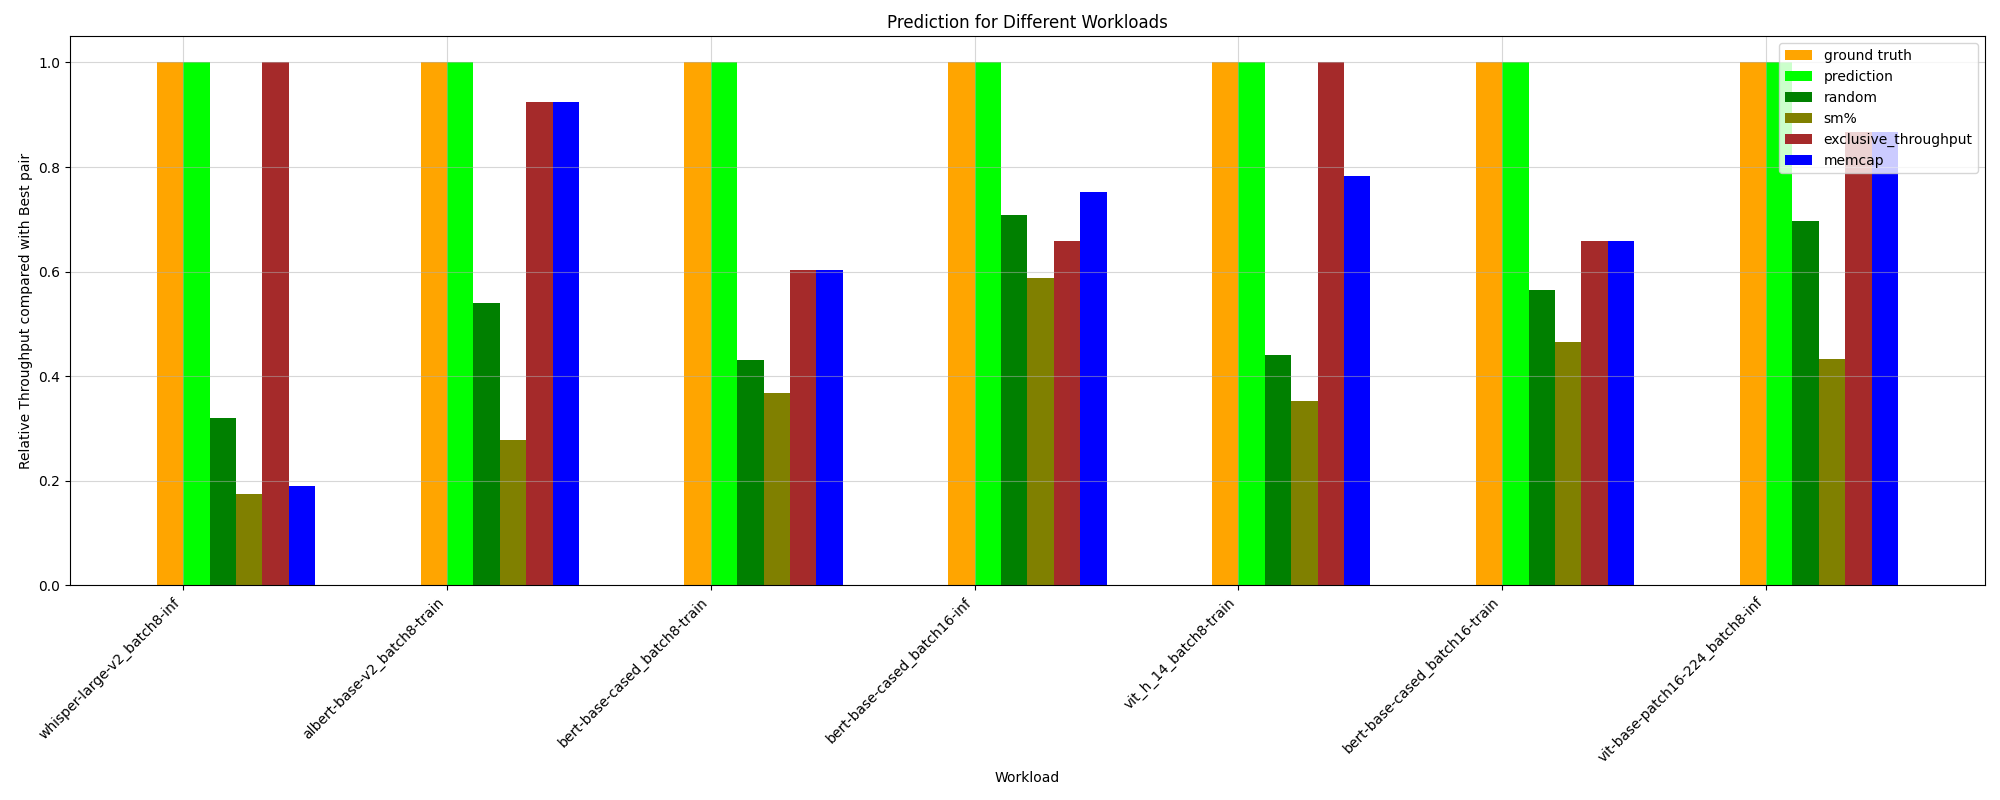 Prediction for Different Workloads
ground truth
prediction
random
sm%
exclusive_throughput
memcap
Relative Throughput compared with Best pair
1.0
0.8
0.6
0.4
0.2
0.0
whisper-large-v2_batch8-inf
albert-base-v2_batch8-train
bert-base-cased_batch8-train
bert-base-cased_batch16-inf
vit_h_14_batch8-train
bert-base-cased_batch16-train
vit-base-patch16-224_batch8-inf
Workload